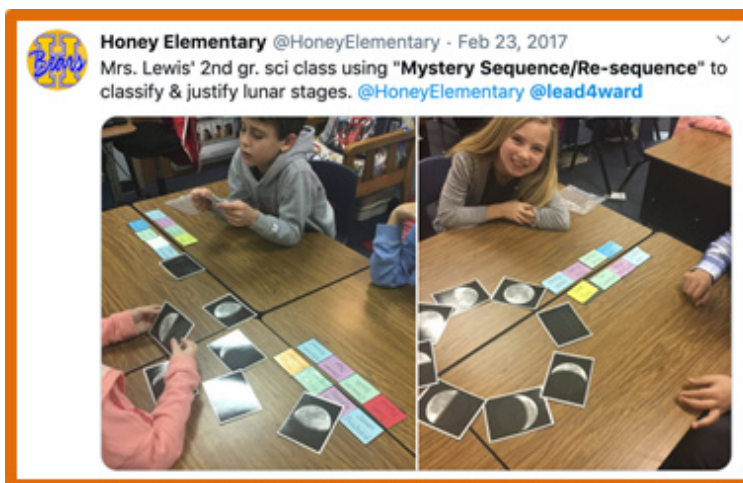 Honey Elementary @HoneyElementary · Feb 23, 2017
H
Bears
Mrs. Lewis' 2nd gr. sci class using "Mystery Sequence/Re-sequence" to
classify & justify lunar stages. @HoneyElementary @lead4ward